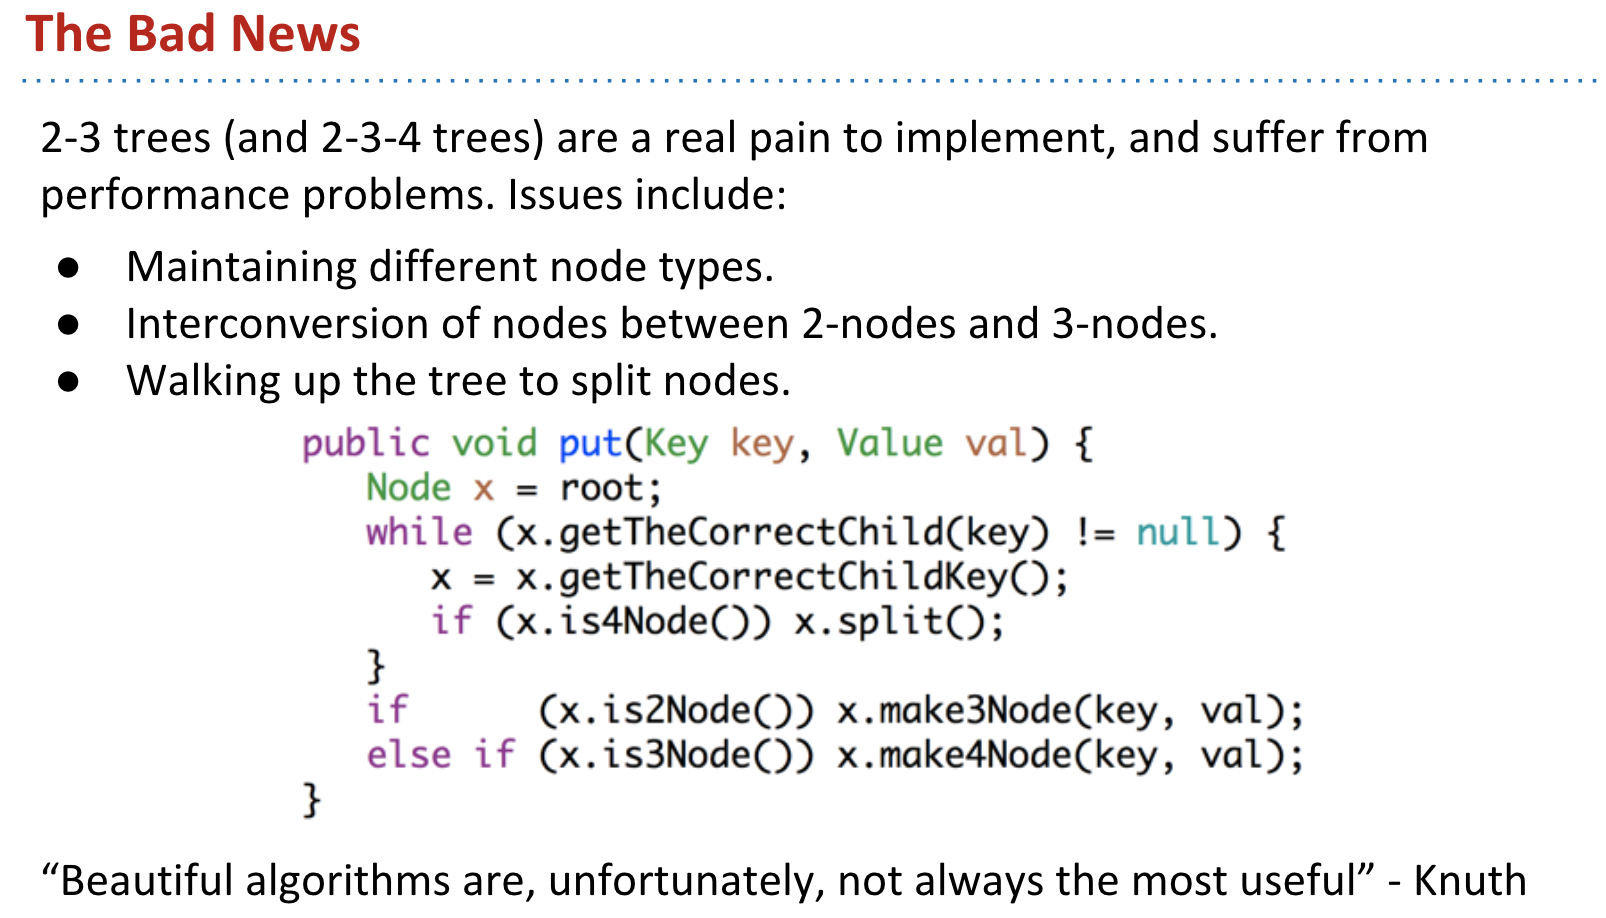 The Bad News
2-3 trees (and 2-3-4 trees) are a real pain to implement, and suffer from
performance problems. Issues include:
● Maintaining different node types.
● Interconversion of nodes between 2-nodes and 3-nodes.
● Walking up the tree to split nodes.
public void put(Key key, Value val) {
   Node x = root;
   while (x.getTheCorrectChild(key) != null) {
      x = x.getTheCorrectChildKey();
      if (x.is4Node()) x.split();
   }
   if      (x.is2Node()) x.make3Node(key, val);
   else if (x.is3Node()) x.make4Node(key, val);
}
“Beautiful algorithms are, unfortunately, not always the most useful” - Knuth